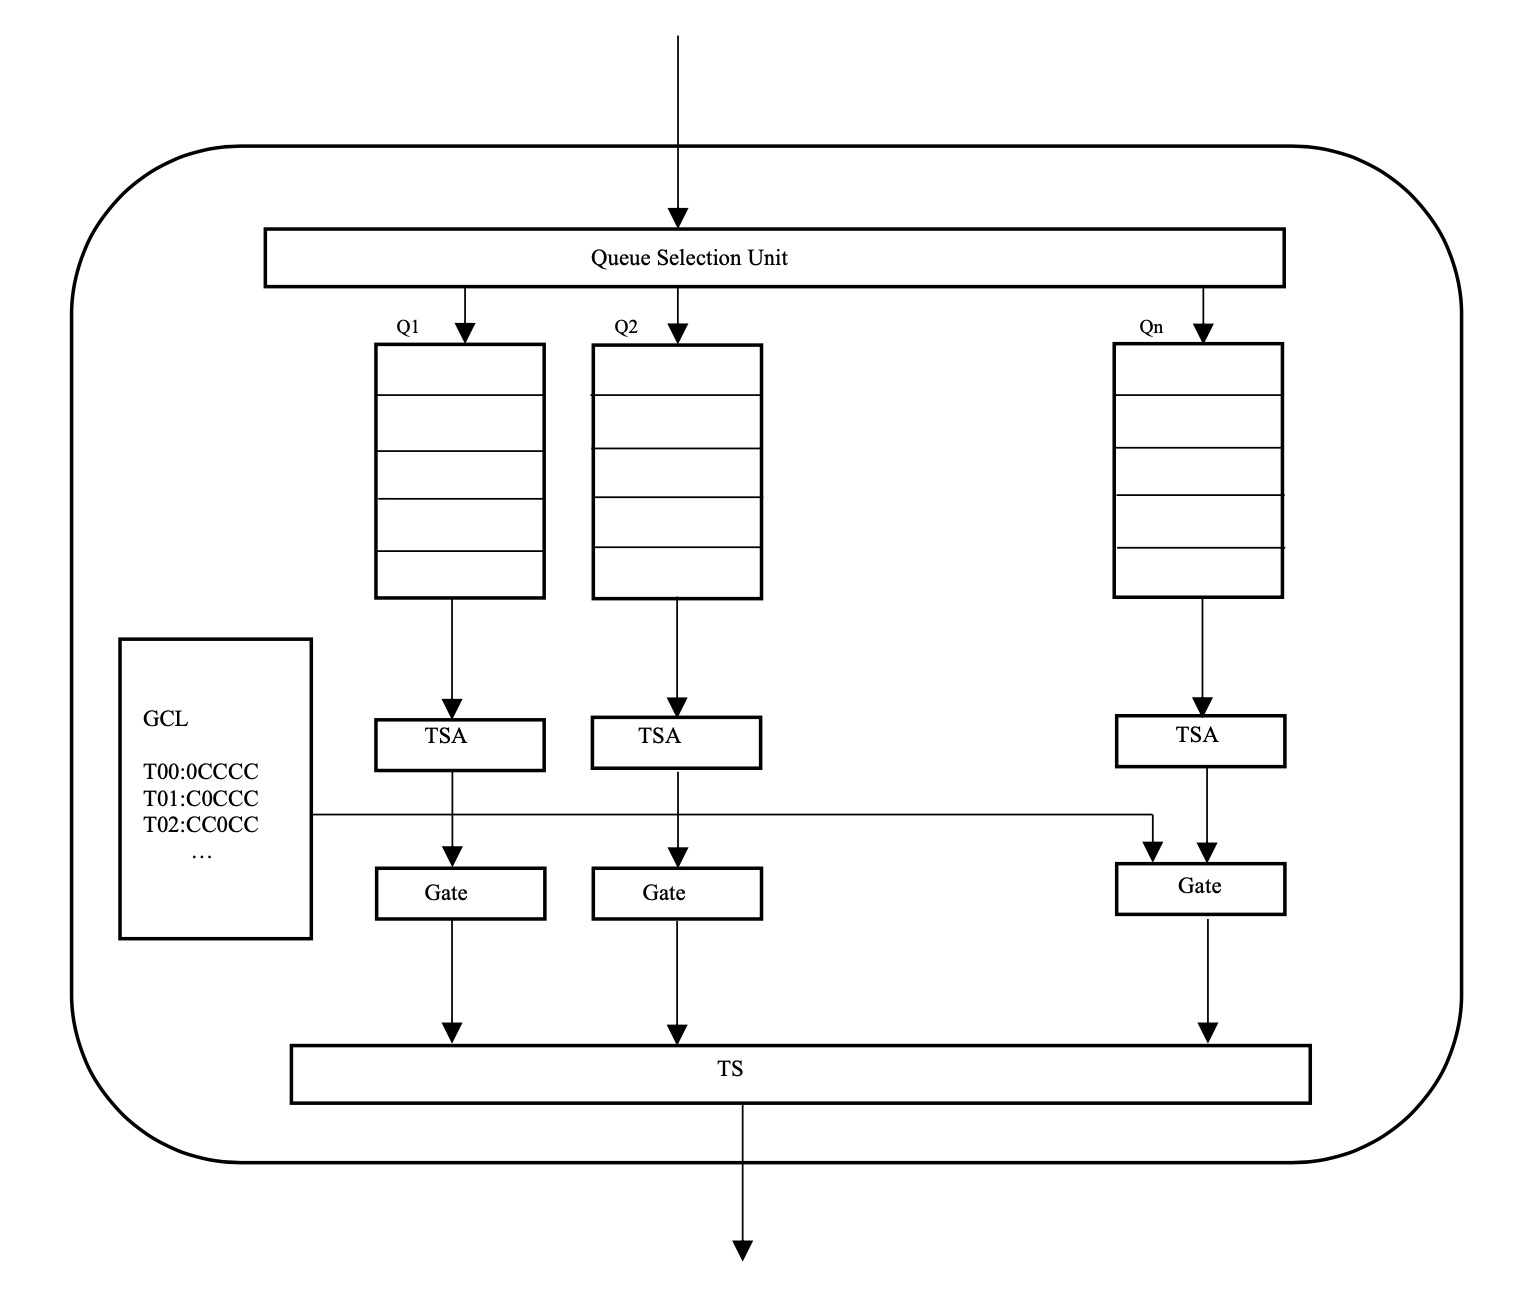 Queue Selection Unit
Q1
Q2
Qn
GCL
T00:0CCCC
T01:C0CCC
T02:CC0CC
…
TSA
TSA
TSA
Gate
Gate
Gate
TS